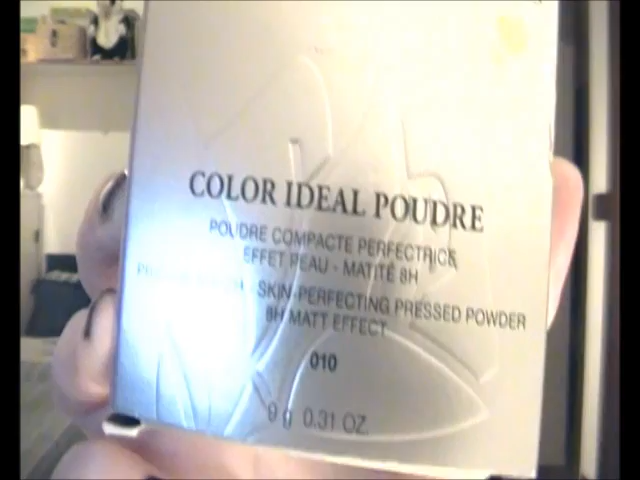 COLOR IDEAL POUDRE
POUDRE COMPACTE PERFECTRICE
EFFET PEAU - MATITÉ 8H
SKIN-PERFECTING PRESSED POWDER
8H MATT EFFECT
010
9 g 0.31 OZ.